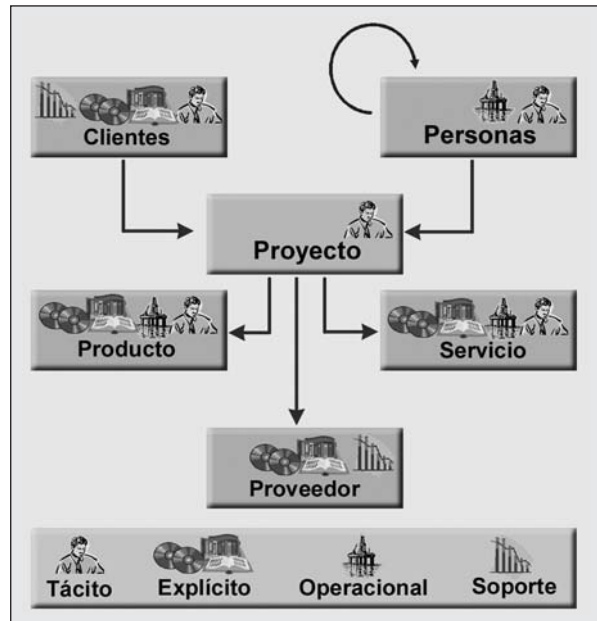 Clientes
Personas
Proyecto
Producto
Servicio
Proveedor
Tácito Explícito Operacional Soporte